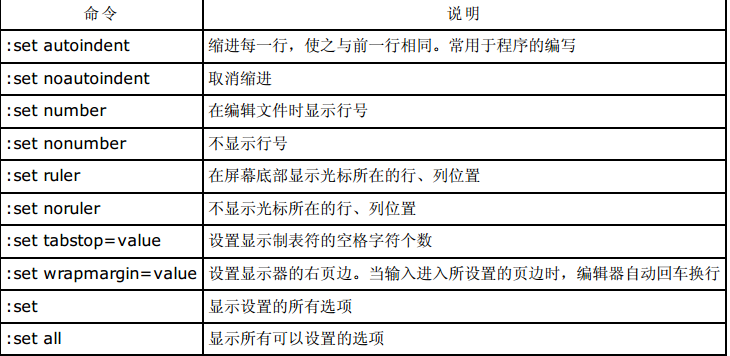 命令 说明
:set autoindent 缩进每一行，使之与前一行相同。常用于程序的编写
:set noautoindent 取消缩进
:set number 在编辑文件时显示行号
:set nonumber 不显示行号
:set ruler 在屏幕底部显示光标所在的行、列位置
:set noruler 不显示光标所在的行、列位置
:set tabstop=value 设置显示制表符的空格字符个数
:set wrapmargin=value 设置显示器的右页边。当输入进入所设置的页边时，编辑器自动回车换行
:set 显示设置的所有选项
:set all 显示所有可以设置的选项